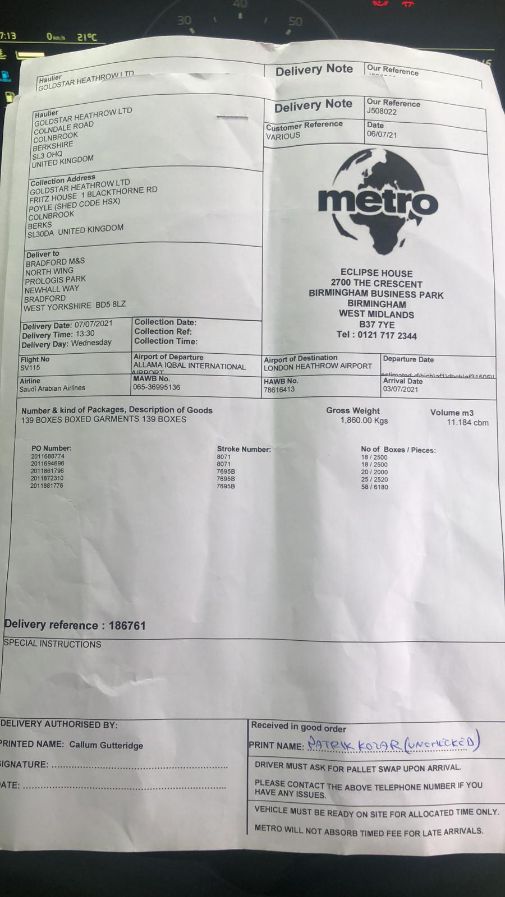 40
30
50
7:13
0 km/h
21°C
Haulier
GOLDSTAR HEATHROW LTD
Delivery Note
Our Reference
Haulier
GOLDSTAR HEATHROW LTD
COLNDALE ROAD
COLNBROOK
BERKSHIRE
SL3 0HQ
UNITED KINGDOM
Delivery Note
Our Reference
J508022
Customer Reference
VARIOUS
Date
06/07/21
Collection Address
GOLDSTAR HEATHROW LTD
FRITZ HOUSE 1 BLACKTHORNE RD
POYLE (SHED CODE HSX)
COLNBROOK
BERKS
SL30DA UNITED KINGDOM
metro
Deliver to
BRADFORD M&S
NORTH WING
PROLOGIS PARK
NEWHALL WAY
BRADFORD
WEST YORKSHIRE BD5 8LZ
ECLIPSE HOUSE
2700 THE CRESCENT
BIRMINGHAM BUSINESS PARK
BIRMINGHAM
WEST MIDLANDS
B37 7YE
Tel : 0121 717 2344
Delivery Date: 07/07/2021
Delivery Time: 13:30
Delivery Day: Wednesday
Collection Date:
Collection Ref:
Collection Time:
Flight No
SV115
Airport of Departure
ALLAMA IQBAL INTERNATIONAL
AIRPORT
Airport of Destination
LONDON HEATHROW AIRPORT
Departure Date
Airline
Saudi Arabian Airlines
MAWB No.
065-36995136
HAWB No.
78616413
Arrival Date
03/07/2021
Number & kind of Packages, Description of Goods
139 BOXES BOXED GARMENTS 139 BOXES
Gross Weight
1,860.00 Kgs
Volume m3
11.184 cbm
PO Number:
Stroke Number:
No of Boxes / Pieces:
2011680774 8071 18 / 2500
2011694696 8071 18 / 2500
2011861796 7695B 20 / 2000
2011872310 7695B 25 / 2520
2011881776 7691B 58 / 6180
Delivery reference : 186761
SPECIAL INSTRUCTIONS
DELIVERY AUTHORISED BY:
PRINTED NAME: Callum Gutteridge
SIGNATURE:
DATE:
Received in good order
PRINT NAME: PATRIK KOZAR (UNCHECKED)
DRIVER MUST ASK FOR PALLET SWAP UPON ARRIVAL.
PLEASE CONTACT THE ABOVE TELEPHONE NUMBER IF YOU
HAVE ANY ISSUES.
VEHICLE MUST BE READY ON SITE FOR ALLOCATED TIME ONLY.
METRO WILL NOT ABSORB TIMED FEE FOR LATE ARRIVALS.